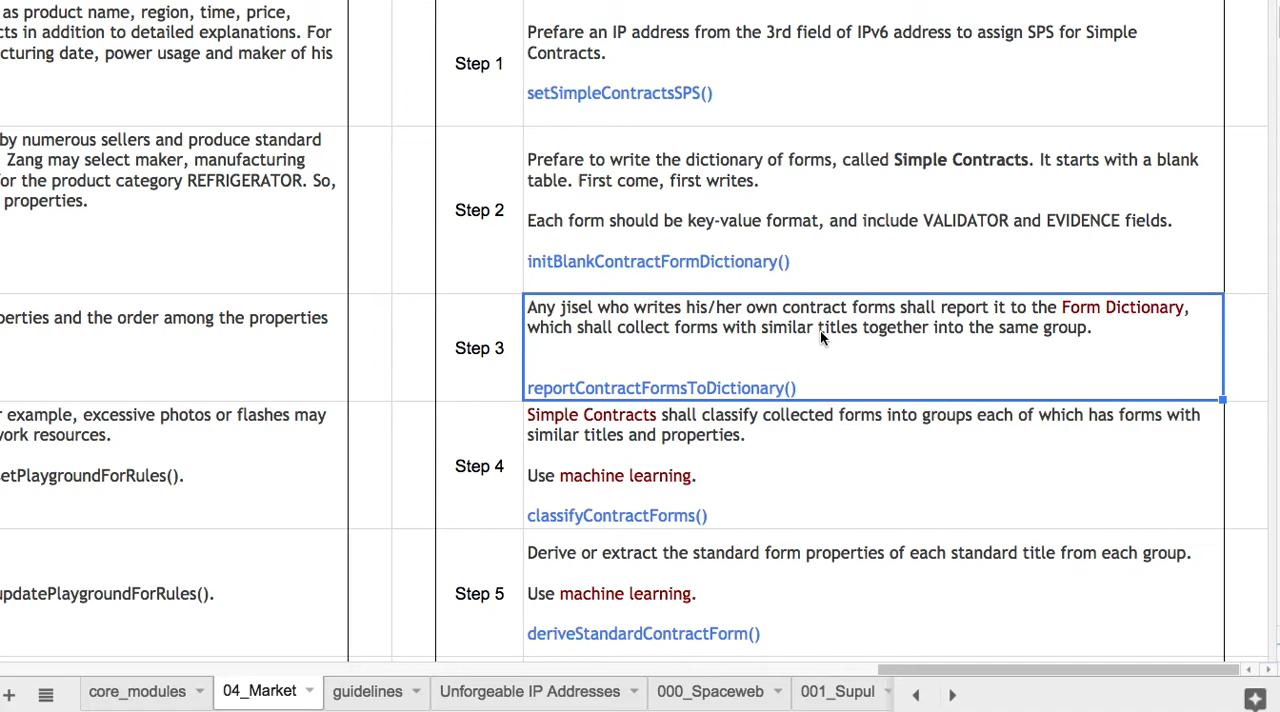 as product name, region, time, price,
cts in addition to detailed explanations. For
cturing date, power usage and maker of his
by numerous sellers and produce standard
Zang may select maker, manufacturing
for the product category REFRIGERATOR. So,
properties.
perties and the order among the properties
r example, excessive photos or flashes may
work resources.
setPlaygroundForRules().
updatePlaygroundForRules().
Step 1
Prefare an IP address from the 3rd field of IPv6 address to assign SPS for Simple
Contracts.
setSimpleContractsSPS()
Step 2
Prefare to write the dictionary of forms, called Simple Contracts. It starts with a blank
table. First come, first writes.
Each form should be key-value format, and include VALIDATOR and EVIDENCE fields.
initBlankContractFormDictionary()
Step 3
Any jisel who writes his/her own contract forms shall report it to the Form Dictionary,
which shall collect forms with similar titles together into the same group.
reportContractFormsToDictionary()
Step 4
Simple Contracts shall classify collected forms into groups each of which has forms with
similar titles and properties.
Use machine learning.
classifyContractForms()
Step 5
Derive or extract the standard form properties of each standard title from each group.
Use machine learning.
deriveStandardContractForm()
core_modules 04_Market guidelines Unforgeable IP Addresses 000_Spaceweb 001_Supul